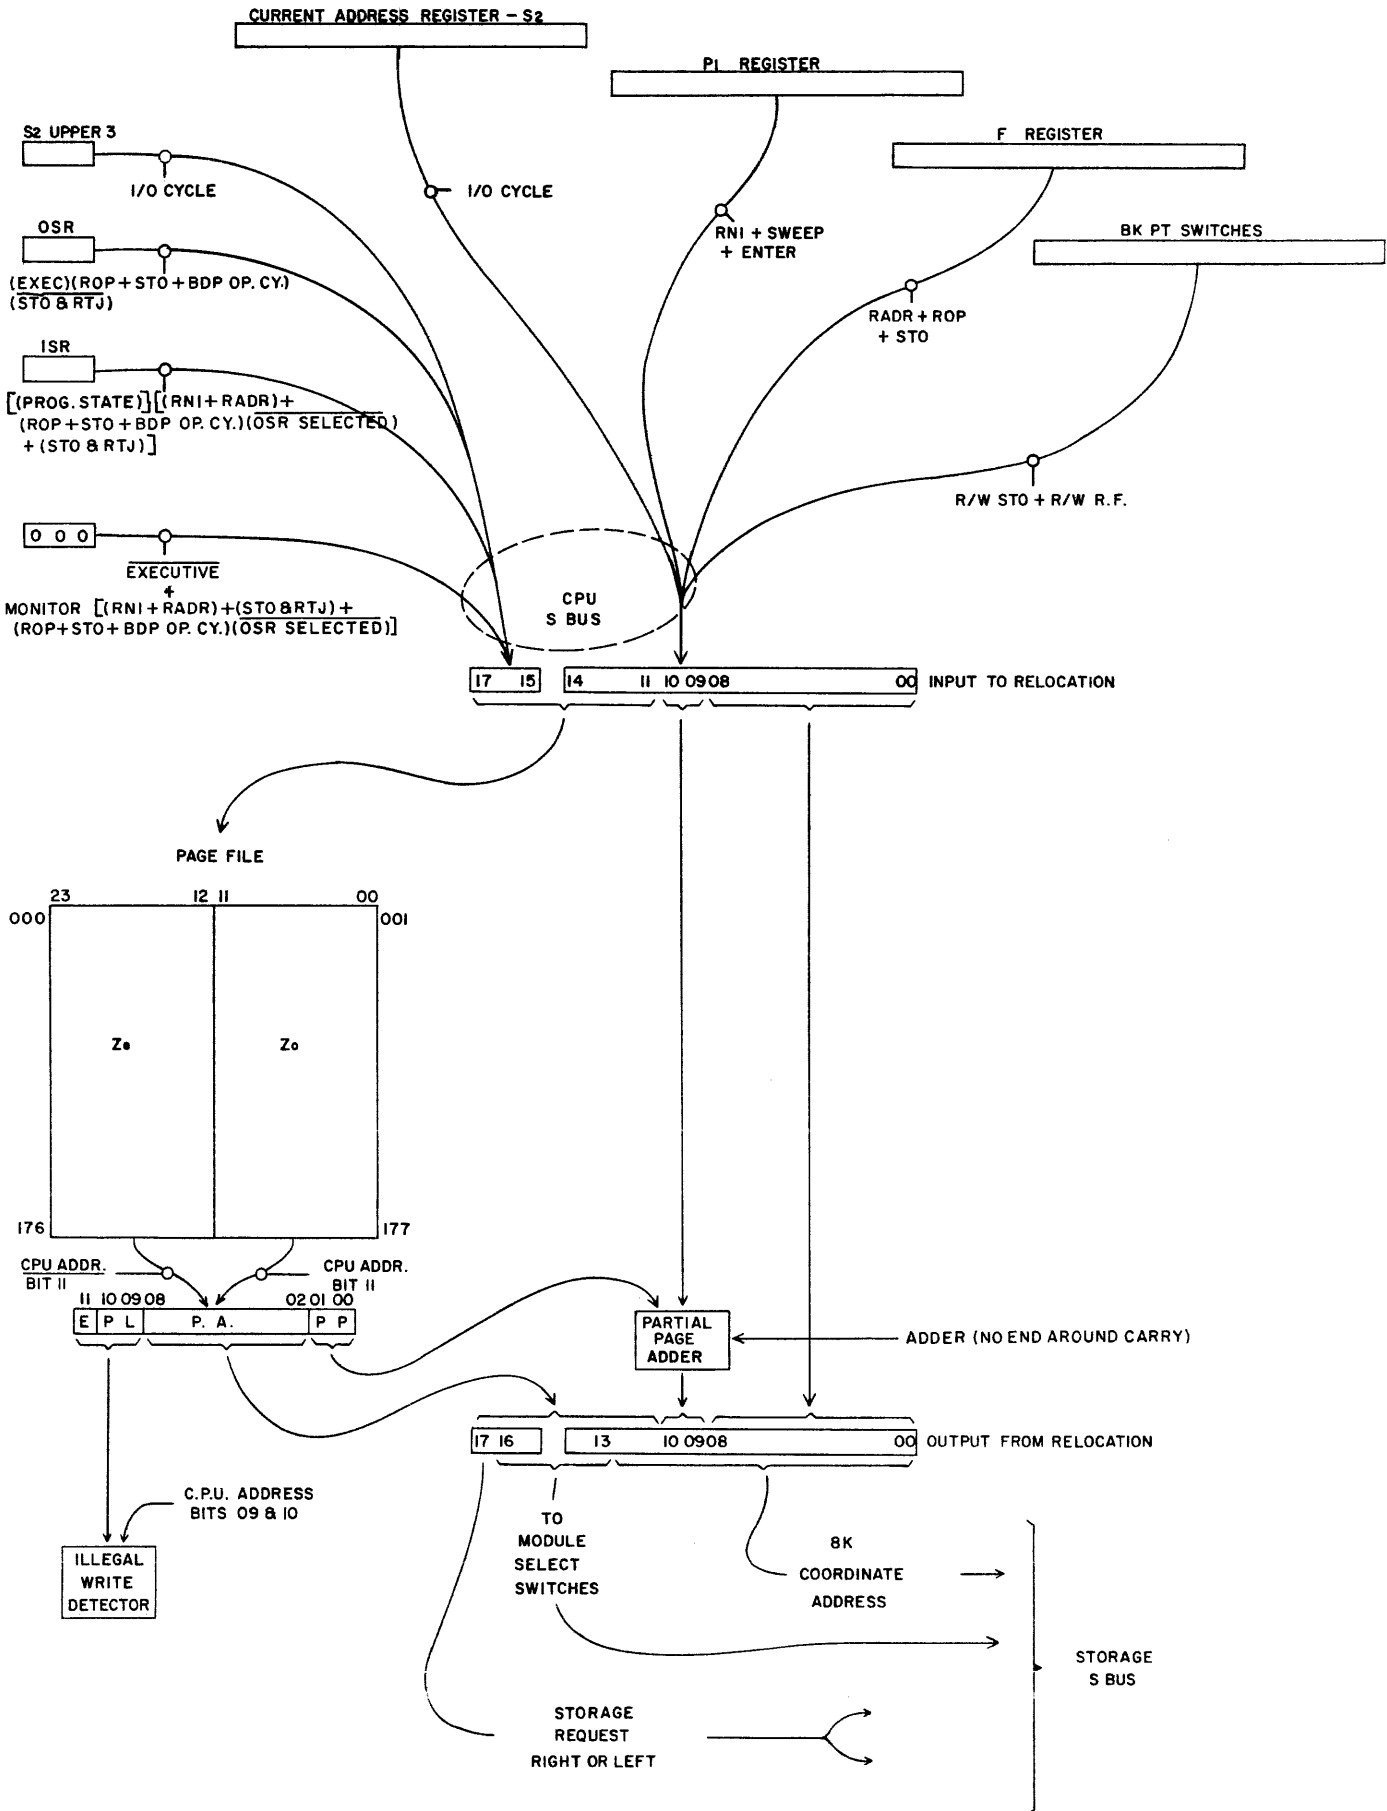 CURRENT ADDRESS REGISTER - S2
P1 REGISTER
F REGISTER
BK PT SWITCHES
S2 UPPER 3
I/O CYCLE
I/O CYCLE
RNI + SWEEP
+ ENTER
RADR + ROP
+ STO
R/W STO + R/W R.F.
OSR
(EXEC)(ROP + STO + BDP OP. CY.)
(STO & RTJ)
ISR
[(PROG. STATE)][(RNI + RADR) +
(ROP + STO + BDP OP. CY.)(OSR SELECTED)
+ (STO & RTJ)]
0 0 0
EXECUTIVE
+
MONITOR [(RNI + RADR) + (STO & RTJ) +
(ROP + STO + BDP OP. CY.)(OSR SELECTED)]
CPU
S BUS
17 15 14 11 10 09 08 00 INPUT TO RELOCATION
PAGE FILE
23 12 11 00
000 001
Ze Zo
176 177
CPU ADDR.
BIT 11
CPU ADDR.
BIT 11
11 10 09 08 02 01 00
E P L P. A. P P
PARTIAL
PAGE
ADDER
ADDER (NO END AROUND CARRY)
17 16 13 10 09 08 00 OUTPUT FROM RELOCATION
C.P.U. ADDRESS
BITS 09 & 10
ILLEGAL
WRITE
DETECTOR
TO
MODULE
SELECT
SWITCHES
8K
COORDINATE
ADDRESS
STORAGE
S BUS
STORAGE
REQUEST
RIGHT OR LEFT